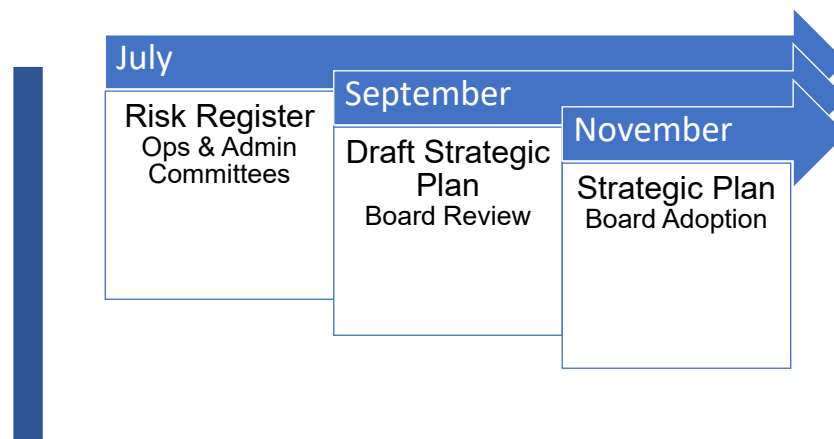 July
Risk Register
Ops & Admin
Committees
September
Draft Strategic
Plan
Board Review
November
Strategic Plan
Board Adoption